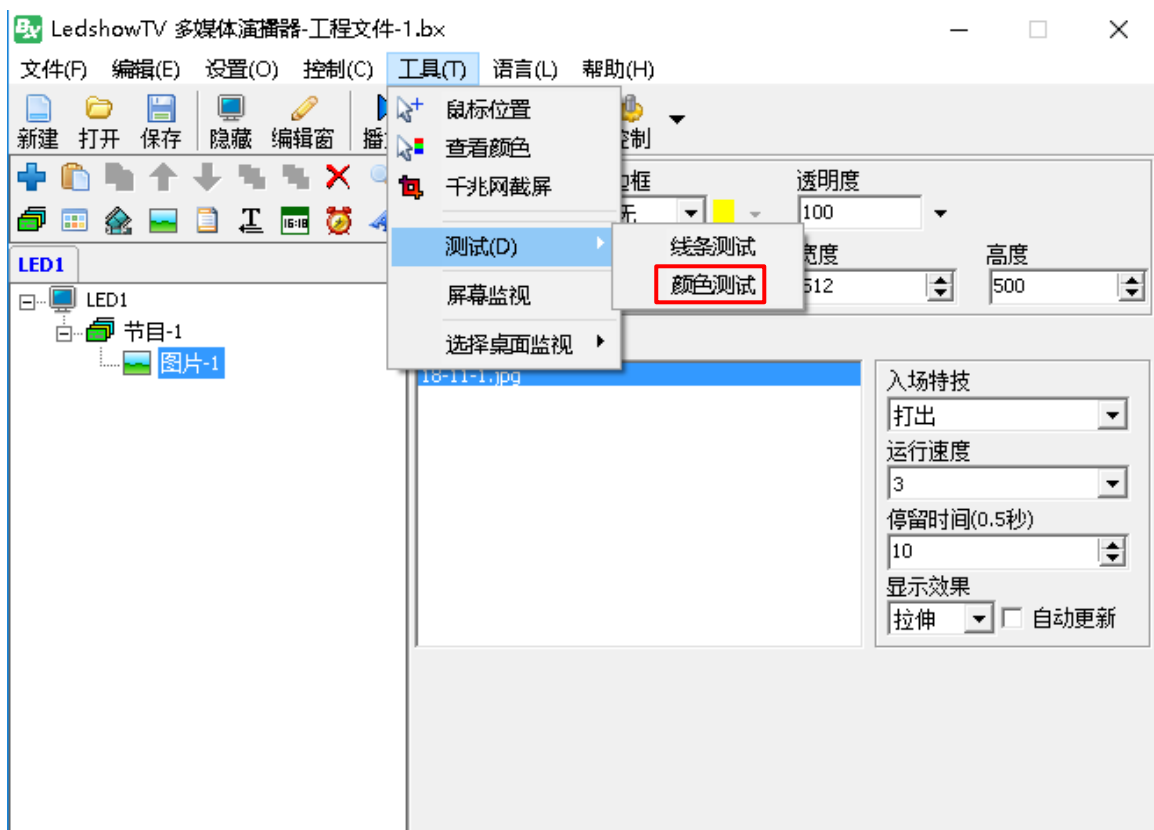 LedshowTV 多媒体演播器-工程文件-1.bx
文件(F) 编辑(E) 设置(O) 控制(C) 工具(T) 语言(L) 帮助(H)
新建 打开 保存 隐藏 编辑窗
鼠标位置
查看颜色
千兆网截屏
测试(D)
屏幕监视
选择桌面监视
线条测试
颜色测试
透明度
100
高度
512
500
16:18
LED1
LED1
节目-1
图片-1
18-11-1.jpg
入场特技
打出
运行速度
3
停留时间(0.5秒)
10
显示效果
拉伸 自动更新